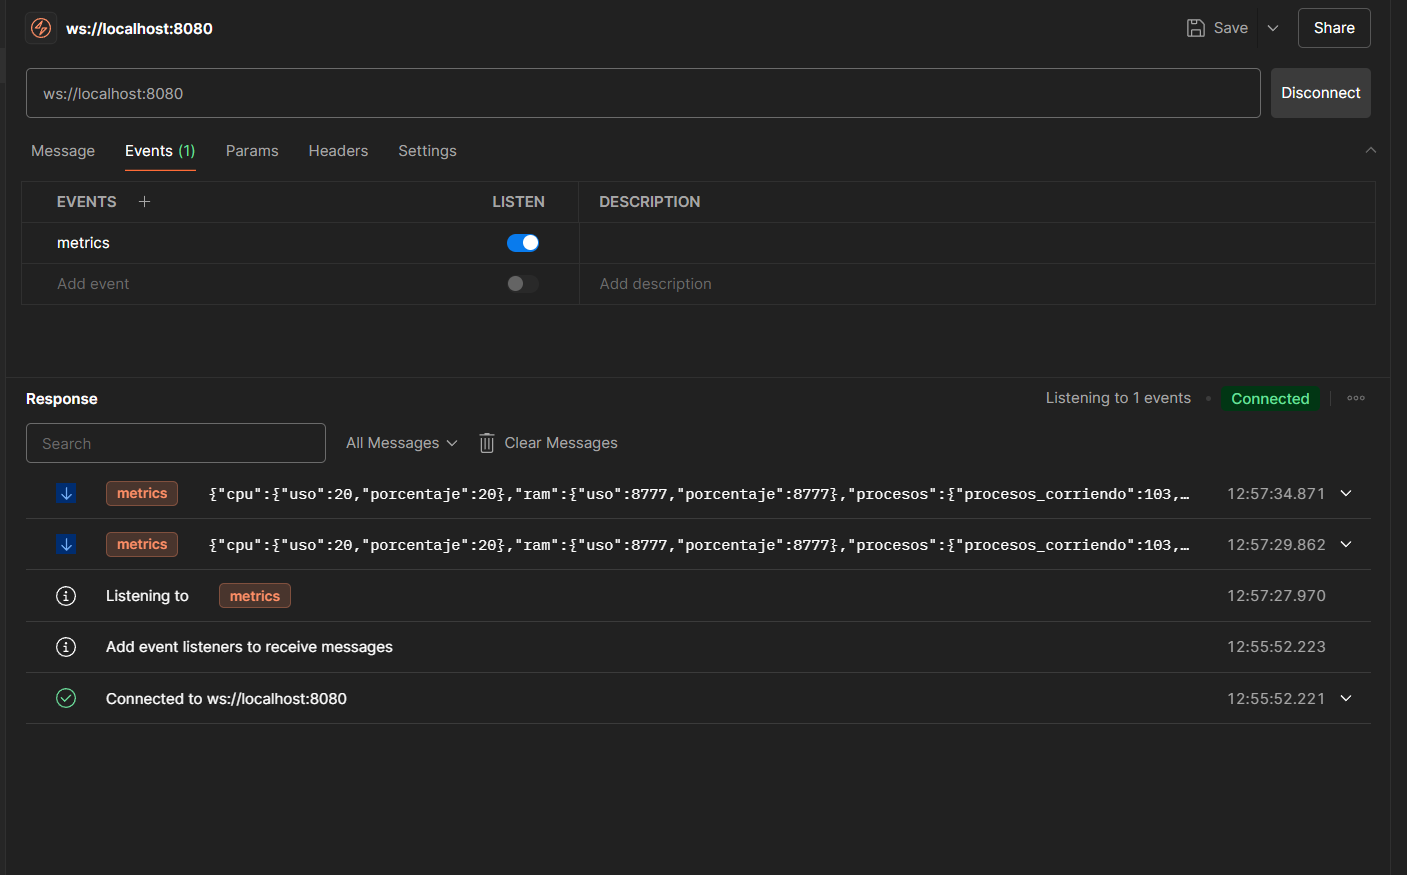 ws://localhost:8080 Save Share
ws://localhost:8080 Disconnect
Message Events (1) Params Headers Settings
EVENTS + LISTEN DESCRIPTION
metrics
Add event Add description
Response Listening to 1 events Connected
Search All Messages Clear Messages
metrics {"cpu":{"uso":20,"porcentaje":20},"ram":{"uso":8777,"porcentaje":8777},"procesos":{"procesos_corriendo":103,… 12:57:34.871
metrics {"cpu":{"uso":20,"porcentaje":20},"ram":{"uso":8777,"porcentaje":8777},"procesos":{"procesos_corriendo":103,… 12:57:29.862
Listening to metrics 12:57:27.970
Add event listeners to receive messages 12:55:52.223
Connected to ws://localhost:8080 12:55:52.221